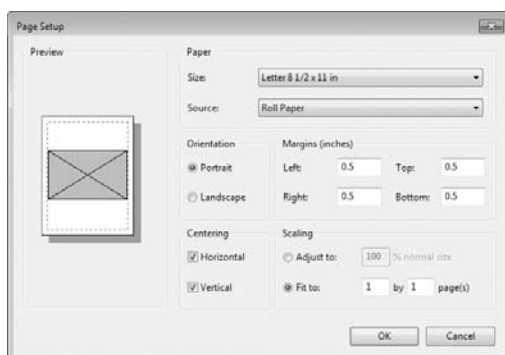 Page Setup
Preview
Paper
Size: Letter 8 1/2 x 11 in
Source: Roll Paper
Orientation
Portrait
Landscape
Margins (inches)
Left: 0.5 Top: 0.5
Right: 0.5 Bottom: 0.5
Centering
Horizontal
Vertical
Scaling
Adjust to: 100 % normal size
Fit to: 1 by 1 page(s)
OK Cancel